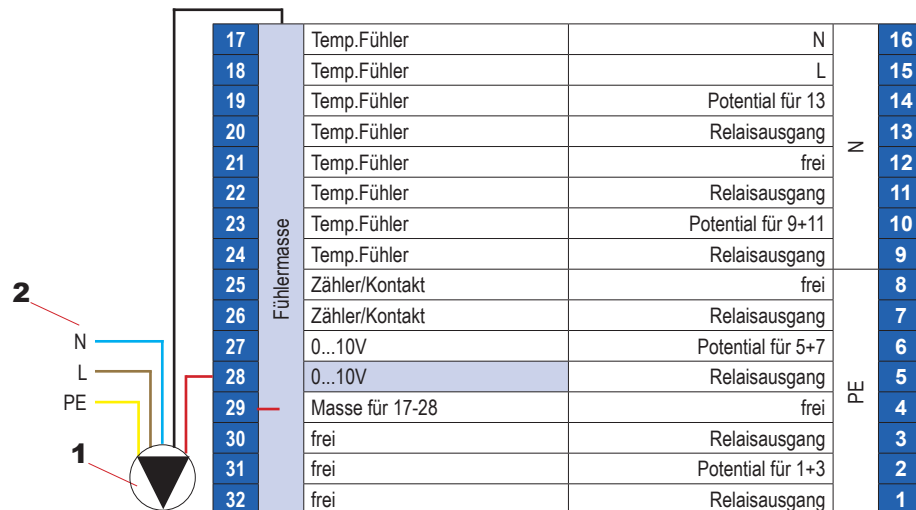 17 Temp.Fühler N 16
18 Temp.Fühler L 15
19 Temp.Fühler Potential für 13 14
20 Temp.Fühler Relaisausgang 13
21 Temp.Fühler frei 12
22 Temp.Fühler Relaisausgang 11
23 Temp.Fühler Potential für 9+11 10
24 Temp.Fühler Relaisausgang 9
25 Zähler/Kontakt frei 8
26 Zähler/Kontakt Relaisausgang 7
27 0...10V Potential für 5+7 6
28 0...10V Relaisausgang 5
29 Masse für 17-28 frei 4
30 frei Relaisausgang 3
31 frei Potential für 1+3 2
32 frei Relaisausgang 1
Fühlermasse
N
PE
2
N
L
PE
1